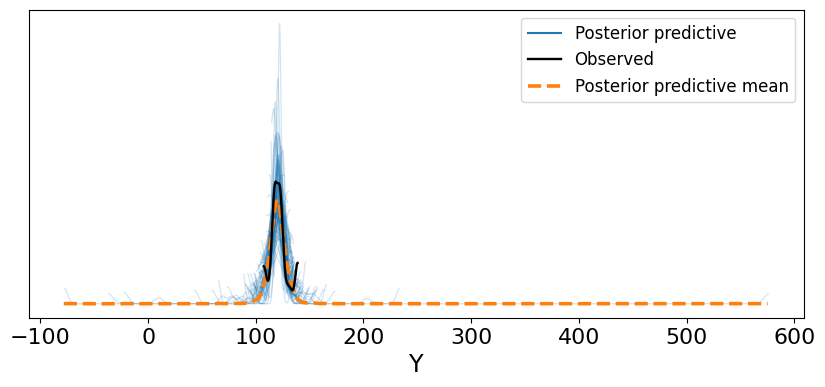 Posterior predictive
Observed
Posterior predictive mean
−100 0 100 200 300 400 500 600
Y